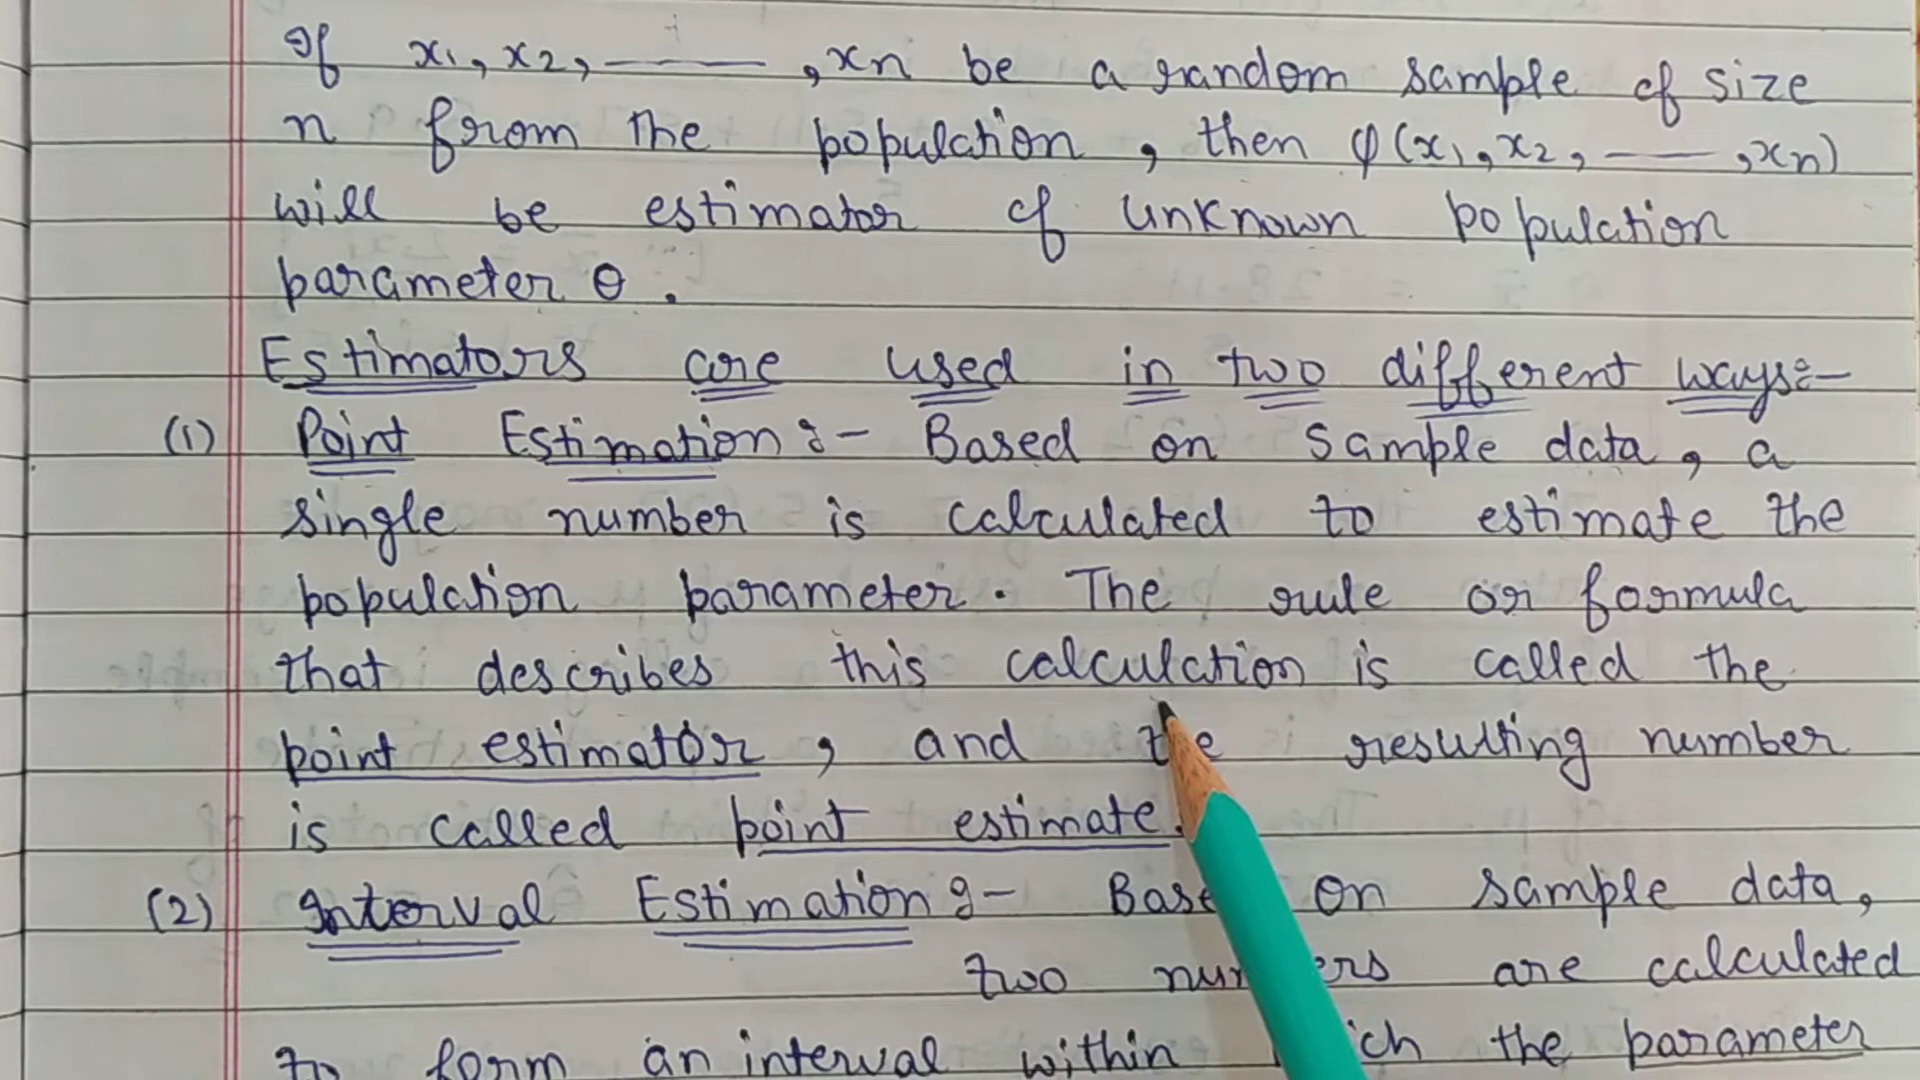 If x1, x2, ——— , xn be a random sample of size
n from the population, then φ(x1, x2, ——— , xn)
will be estimator of unknown population
parameter θ.
Estimators are used in two different ways:-
(1) Point Estimation :- Based on sample data, a
single number is calculated to estimate the
population parameter. The rule or formula
that describes this calculation is called the
point estimator, and the resulting number
is called point estimate.
(2) Interval Estimation :- Based on sample data,
two numbers are calculated
to form an interval within which the parameter